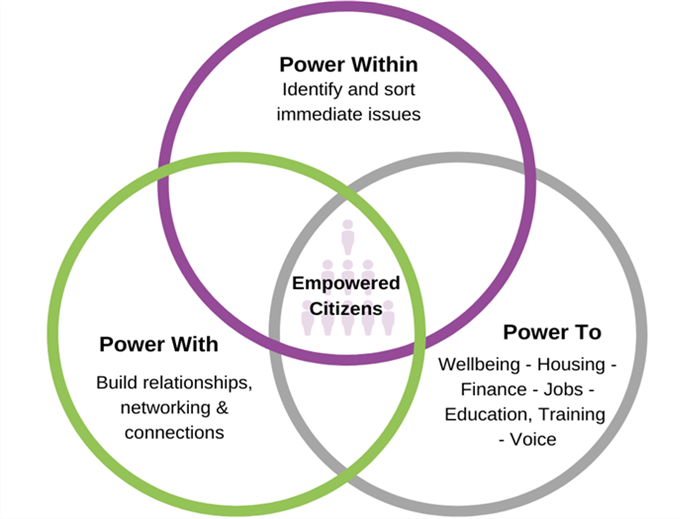 Power Within
Identify and sort
immediate issues
Empowered
Citizens
Power With
Build relationships,
networking &
connections
Power To
Wellbeing - Housing -
Finance - Jobs -
Education, Training
- Voice